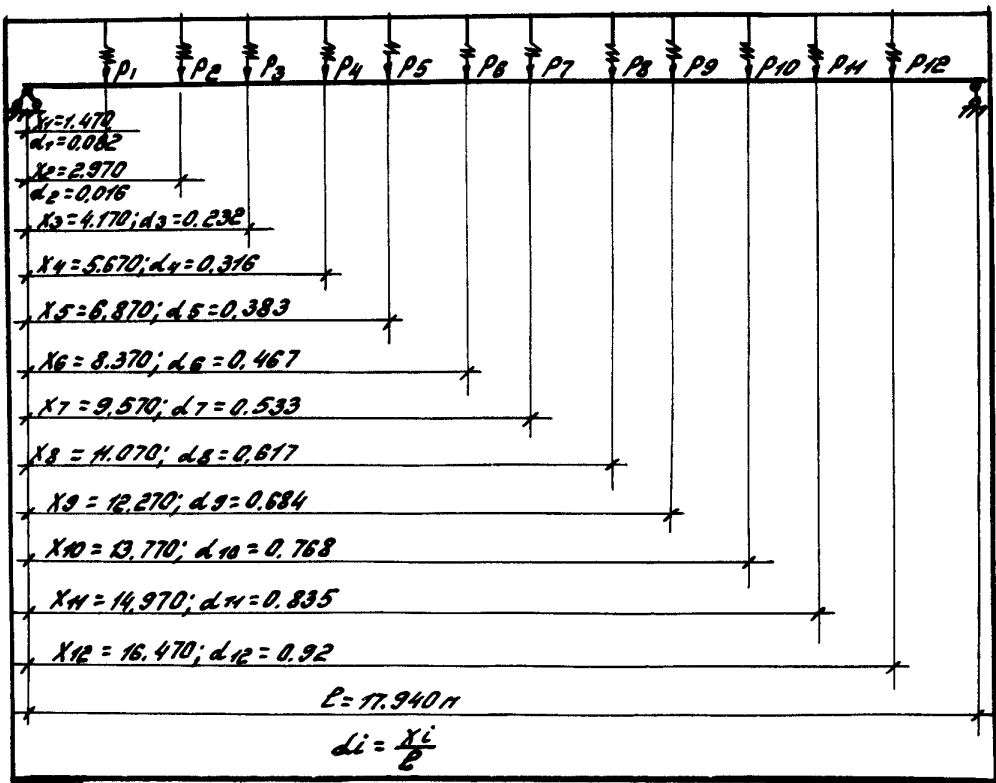 P1 P2 P3 P4 P5 P6 P7 P8 P9 P10 P11 P12
x1=1.470
α1=0,082
x2=2.970
α2=0,016
x3=4.170; α3=0.232
x4=5.670; α4=0.316
x5=6.870; α5=0.383
x6=8.370; α6=0,467
x7=9.570; α7=0.533
x8=11.070; α8=0,617
x9=12.270; α9=0.684
x10=13.770; α10=0.768
x11=14.970; α11=0.835
x12=16.470; α12=0.92
ℓ=17.940 м
αi = xi/ℓ